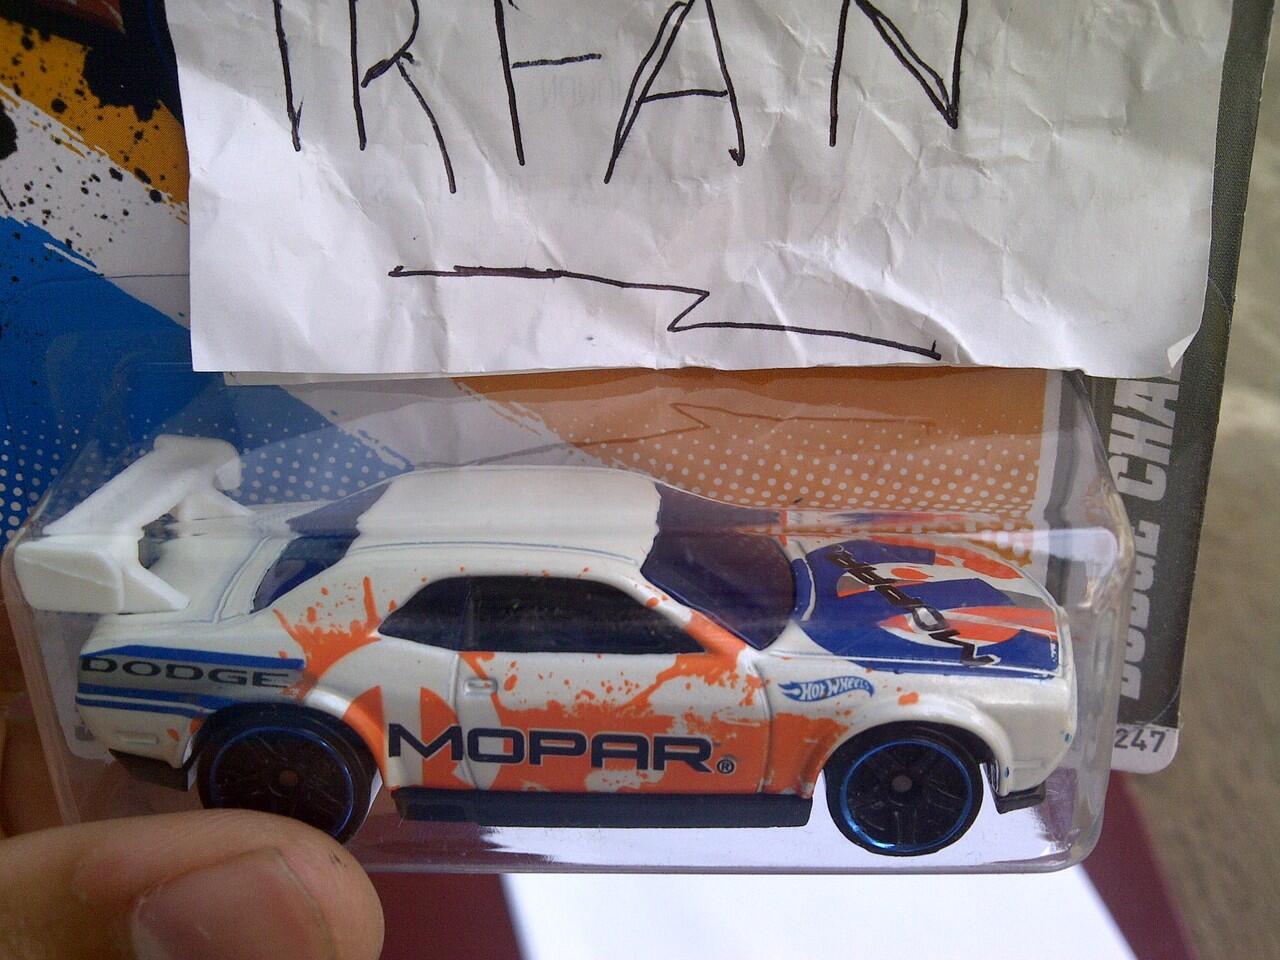 IRFAN
DODGE CHA
MOPAR
HOT WHEELS
DODGE
MOPAR®
247